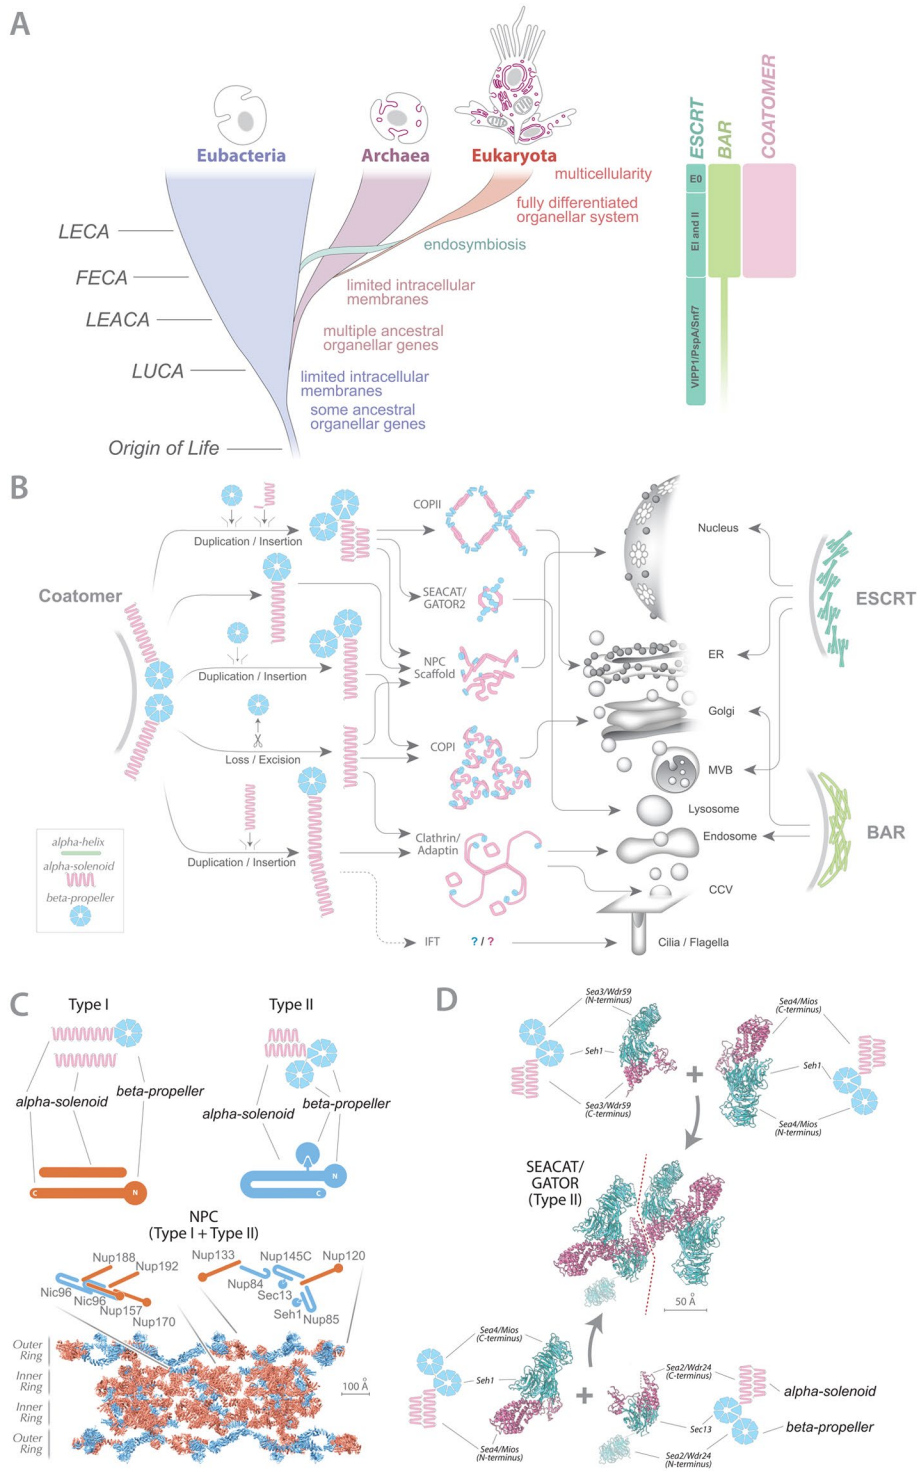 A
Eubacteria
Archaea
Eukaryota
multicellularity
fully differentiated
organellar system
endosymbiosis
limited intracellular
membranes
multiple ancestral
organellar genes
limited intracellular
membranes
some ancestral
organellar genes
LECA
FECA
LEACA
LUCA
Origin of Life
ESCRT
BAR
COATOMER
E0
EI and II
VIPP1/PspA/Snf7
B
Coatomer
Duplication / Insertion
Duplication / Insertion
Loss / Excision
Duplication / Insertion
alpha-helix
alpha-solenoid
beta-propeller
COPII
SEACAT/
GATOR2
NPC
Scaffold
COPI
Clathrin/
Adaptin
IFT
? / ?
Nucleus
ER
Golgi
MVB
Lysosome
Endosome
CCV
Cilia / Flagella
ESCRT
BAR
C
Type I
Type II
alpha-solenoid
beta-propeller
alpha-solenoid
beta-propeller
C
N
N
C
NPC
(Type I + Type II)
Nup188
Nup192
Nic96
Nic96
Nup157
Nup170
Nup133
Nup145C
Nup120
Nup84
Sec13
Seh1
Nup85
Outer
Ring
Inner
Ring
Inner
Ring
Outer
Ring
100 Å
D
Sea3/Wdr59
(N-terminus)
Seh1
Sea3/Wdr59
(C-terminus)
+
Sea4/Mios
(C-terminus)
Seh1
Sea4/Mios
(N-terminus)
SEACAT/
GATOR
(Type II)
50 Å
Sea4/Mios
(C-terminus)
Seh1
Sea4/Mios
(N-terminus)
+
Sea2/Wdr24
(C-terminus)
Sec13
Sea2/Wdr24
(N-terminus)
alpha-solenoid
beta-propeller